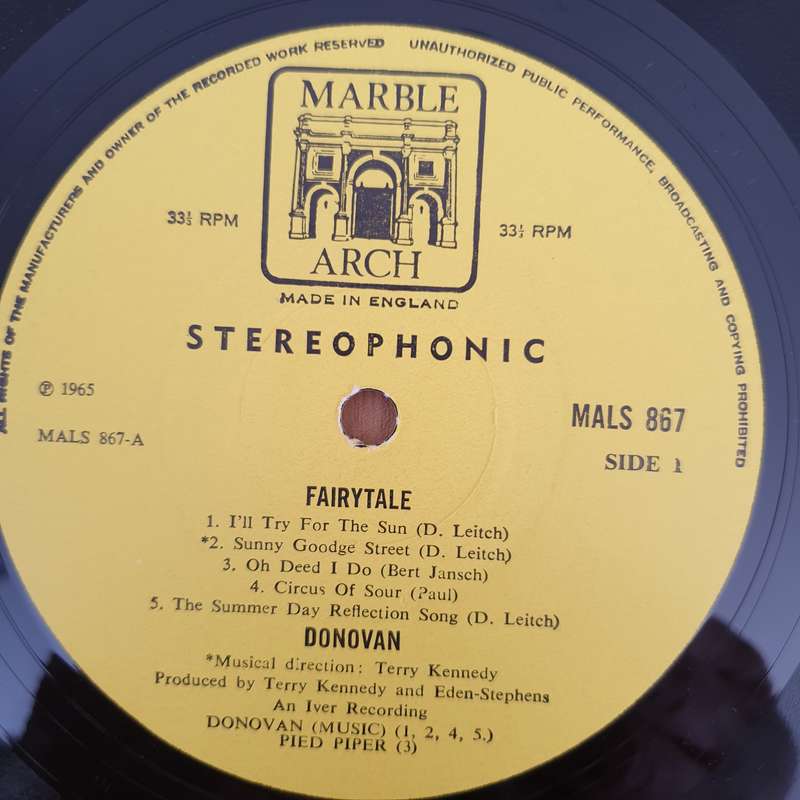 ALL RIGHTS OF THE MANUFACTURERS AND OWNER OF THE RECORDED WORK RESERVED UNAUTHORIZED PUBLIC PERFORMANCE, BROADCASTING AND COPYING PROHIBITED
MARBLE
ARCH
33⅓ RPM
33⅓ RPM
MADE IN ENGLAND
STEREOPHONIC
℗ 1965
MALS 867-A
MALS 867
SIDE 1
FAIRYTALE
1. I'll Try For The Sun (D. Leitch)
*2. Sunny Goodge Street (D. Leitch)
3. Oh Deed I Do (Bert Jansch)
4. Circus Of Sour (Paul)
5. The Summer Day Reflection Song (D. Leitch)
DONOVAN
*Musical direction: Terry Kennedy
Produced by Terry Kennedy and Eden-Stephens
An Iver Recording
DONOVAN (MUSIC) (1, 2, 4, 5.)
PIED PIPER (3)